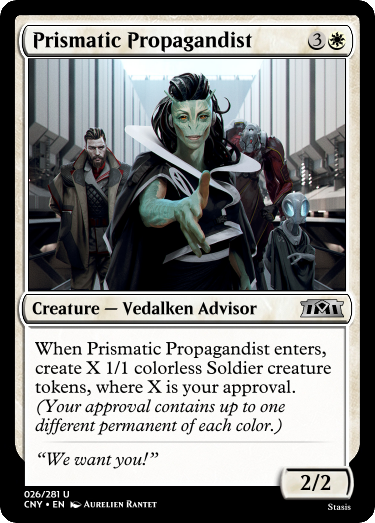 Prismatic Propagandist 3
Creature — Vedalken Advisor
When Prismatic Propagandist enters,
create X 1/1 colorless Soldier creature
tokens, where X is your approval.
(Your approval contains up to one
different permanent of each color.)
“We want you!”
2/2
026/281 U
CNY • EN Aurelien Rantet
Stasis